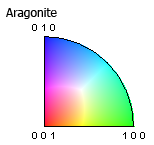 Aragonite
0 1 0
0 0 1 1 0 0